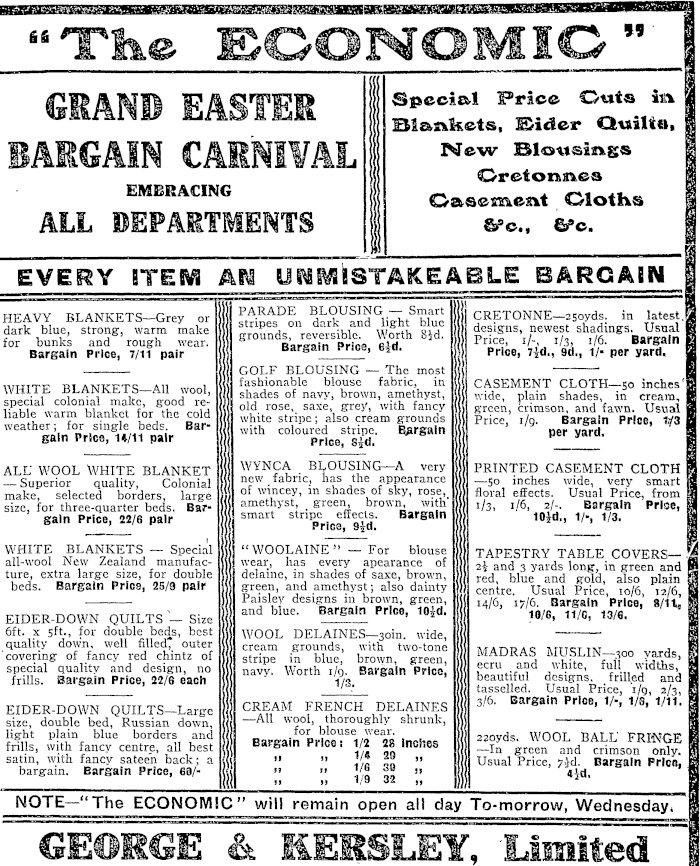 "The ECONOMIC"
GRAND EASTER
BARGAIN CARNIVAL
EMBRACING
ALL DEPARTMENTS
Special Price Cuts in
Blankets, Eider Quilts,
New Blousings
Cretonnes
Casement Cloths
&c., &c.
EVERY ITEM AN UNMISTAKEABLE BARGAIN
HEAVY BLANKETS—Grey or
dark blue, strong, warm make
for bunks and rough wear.
Bargain Price, 7/11 pair
WHITE BLANKETS—All wool,
special colonial make, good re-
liable warm blanket for the cold
weather; for single beds. Bar-
gain Price, 14/11 pair
ALL WOOL WHITE BLANKET
—Superior quality, Colonial
make, selected borders, large
size, for three-quarter beds. Bar-
gain Price, 22/6 pair
WHITE BLANKETS — Special
all-wool New Zealand manufac-
ture, extra large size, for double
beds. Bargain Price, 25/9 pair
EIDER-DOWN QUILTS — Size
6ft. x 5ft., for double beds, best
quality down, well filled, outer
covering of fancy red chintz of
special quality and design, no
frills. Bargain Price, 22/6 each
EIDER-DOWN QUILTS—Large
size, double bed, Russian down,
light plain blue borders and
frills, with fancy centre, all best
satin, with fancy sateen back; a
bargain. Bargain Price, 60/-
PARADE BLOUSING — Smart
stripes on dark and light blue
grounds, reversible. Worth 8½d.
Bargain Price, 6½d.
GOLF BLOUSING — The most
fashionable blouse fabric, in
shades of navy, brown, amethyst,
old rose, saxe, grey, with fancy
white stripe; also cream grounds
with coloured stripe. Bargain
Price, 8½d.
WYNCA BLOUSING—A very
new fabric, has the appearance
of wincey, in shades of sky, rose,
amethyst, green, brown, with
smart stripe effects. Bargain
Price, 9½d.
"WOOLAINE" — For blouse
wear, has every apearance of
delaine, in shades of saxe, brown,
green, and amethyst; also dainty
Paisley designs in brown, green,
and blue. Bargain Price, 10½d.
WOOL DELAINES—30in. wide,
cream grounds, with two-tone
stripe in blue, brown, green,
navy. Worth 1/9. Bargain Price,
1/3.
CREAM FRENCH DELAINES
—All wool, thoroughly shrunk,
for blouse wear.
Bargain Price: 1/2 28 inches
„ „ 1/4 29 „
„ „ 1/6 30 „
„ „ 1/9 32 „
CRETONNE—250yds. in latest
designs, newest shadings. Usual
Price, 1/-, 1/3, 1/6. Bargain
Price, 7½d., 9d., 1/- per yard.
CASEMENT CLOTH—50 inches
wide, plain shades, in cream,
green, crimson, and fawn. Usual
Price, 1/9. Bargain Price, 1/3
per yard.
PRINTED CASEMENT CLOTH
—50 inches wide, very smart
floral effects. Usual Price, from
1/3, 1/6, 2/-. Bargain Price,
10½d., 1/-, 1/3.
TAPESTRY TABLE COVERS—
2½ and 3 yards long, in green and
red, blue and gold, also plain
centre. Usual Price, 10/6, 12/6,
14/6, 17/6. Bargain Price, 8/11,
10/6, 11/6, 13/6.
MADRAS MUSLIN—300 yards,
ecru and white, full widths,
beautiful designs, frilled and
tasselled. Usual Price, 1/9, 2/3,
3/6. Bargain Price, 1/-, 1/6, 1/11.
220yds. WOOL BALL FRINGE
—In green and crimson only.
Usual Price, 7½d. Bargain Price,
4½d.
NOTE—"The ECONOMIC" will remain open all day To-morrow, Wednesday.
GEORGE & KERSLEY, Limited